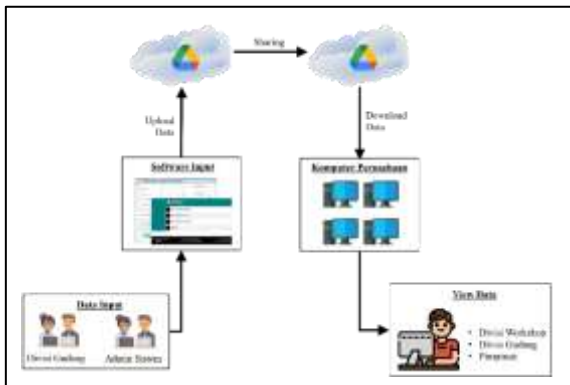 Sharing
Upload
Data
Download
Data
Software Input
Komputer Perusahaan
Data Input
Divisi Gudang
Admin
View Data
• Divisi Workshop
• Divisi Gudang
• Pimpinan